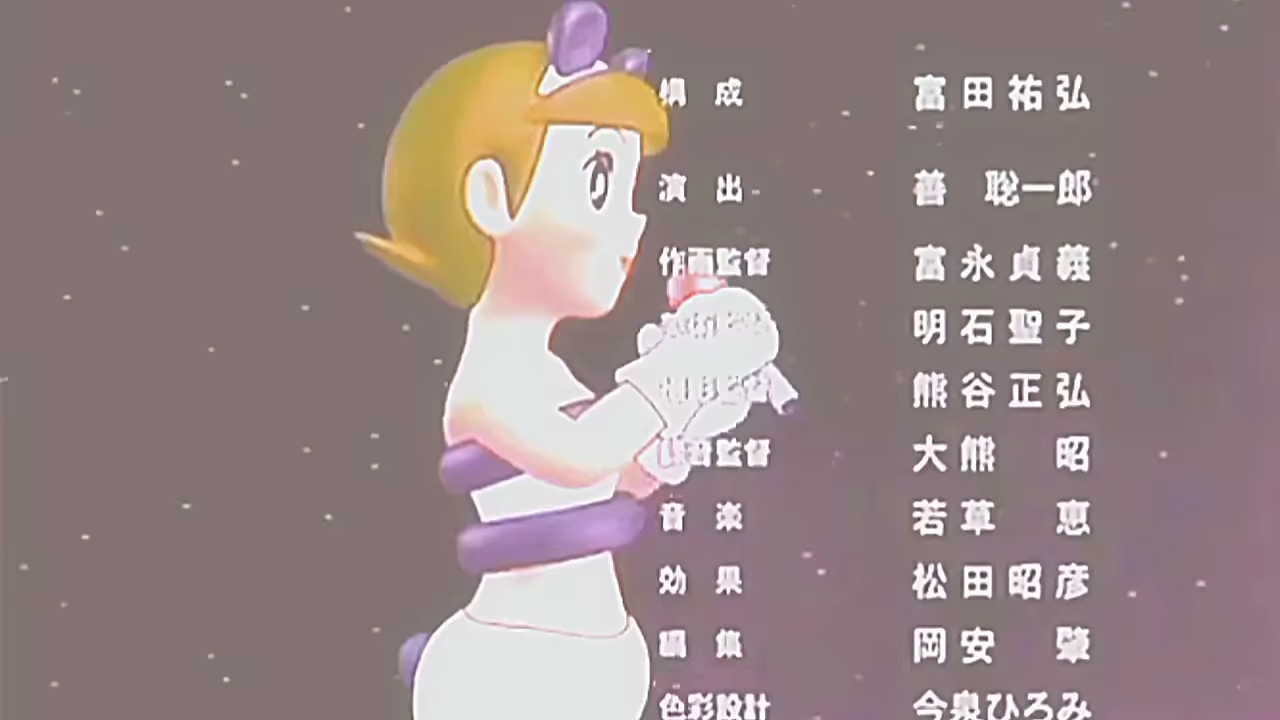 構成 富田祐弘
演出 善 聡一郎
作画監督 富永貞義
明石聖子
熊谷正弘
監督 大熊 昭
音楽 若草 恵
効果 松田昭彦
編集 岡安 肇
色彩設計 今泉ひろみ